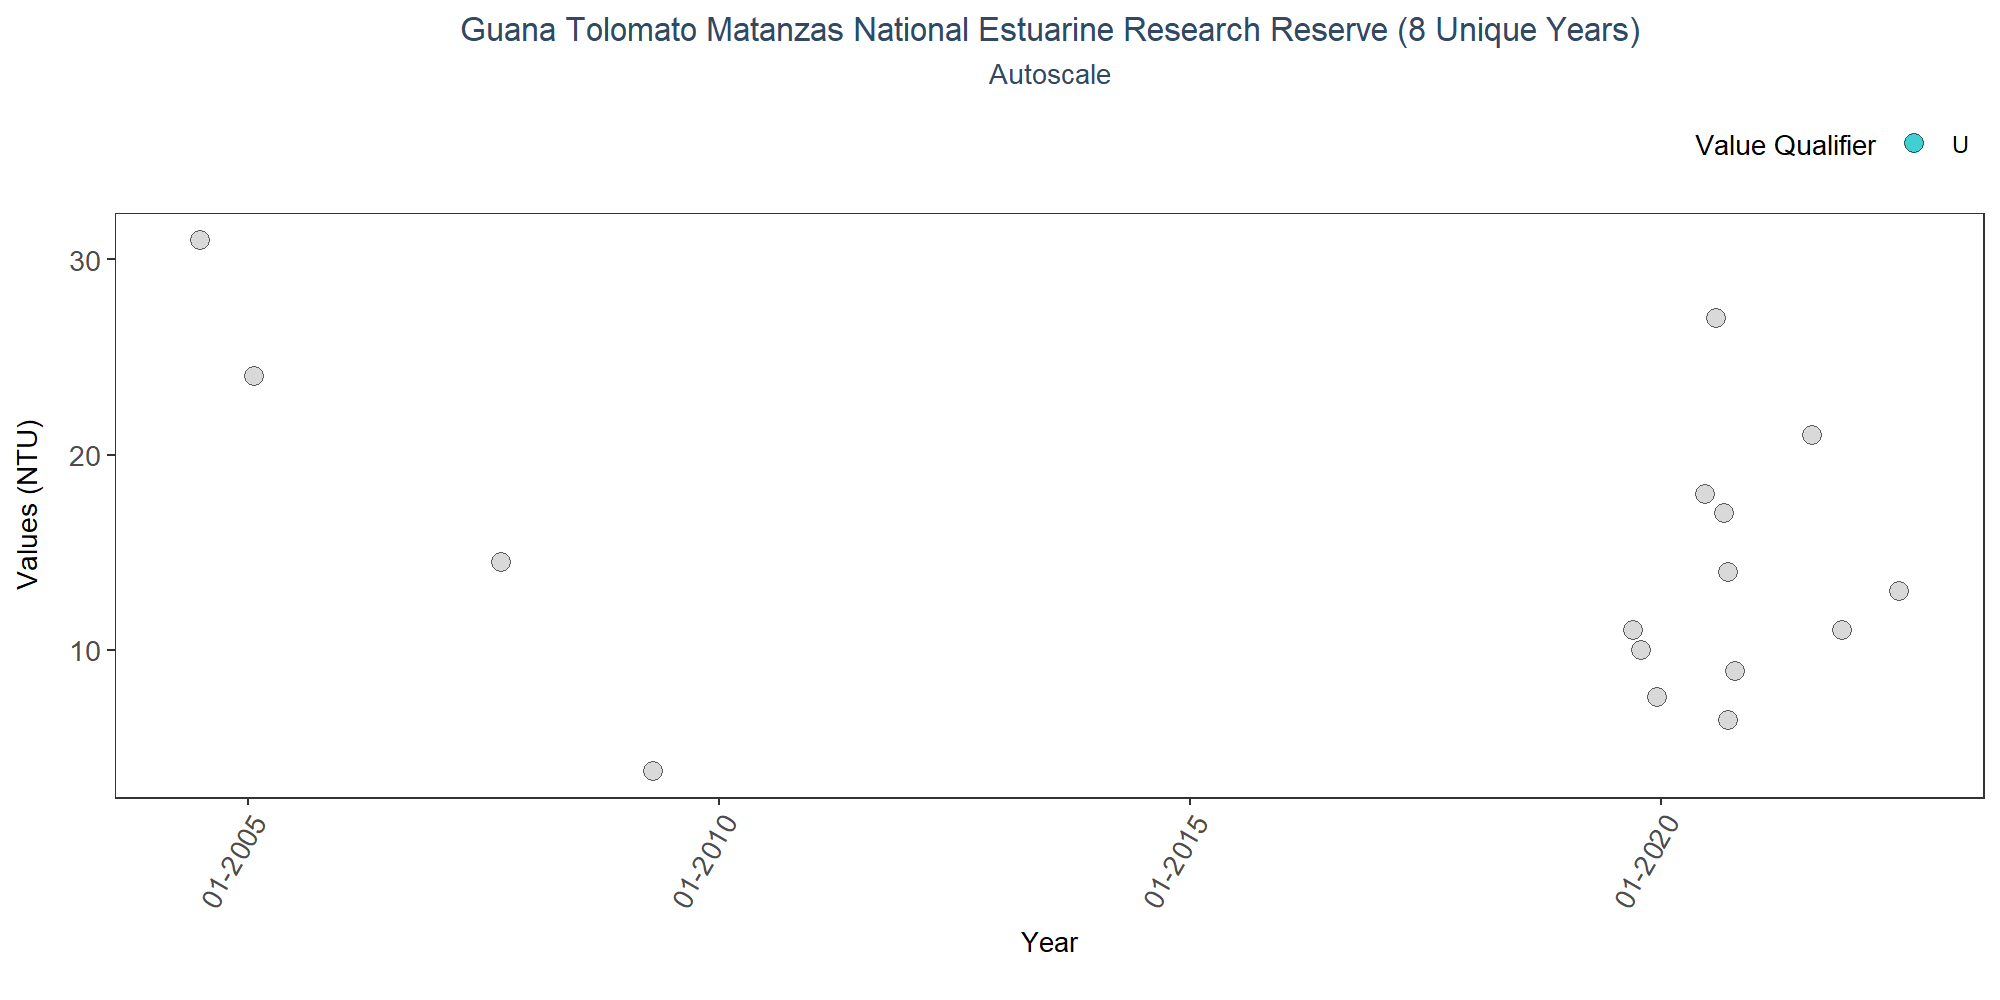 Guana Tolomato Matanzas National Estuarine Research Reserve (8 Unique Years)
Autoscale
Value Qualifier U
30
20
10
Values (NTU)
01-2005 01-2010 01-2015 01-2020
Year